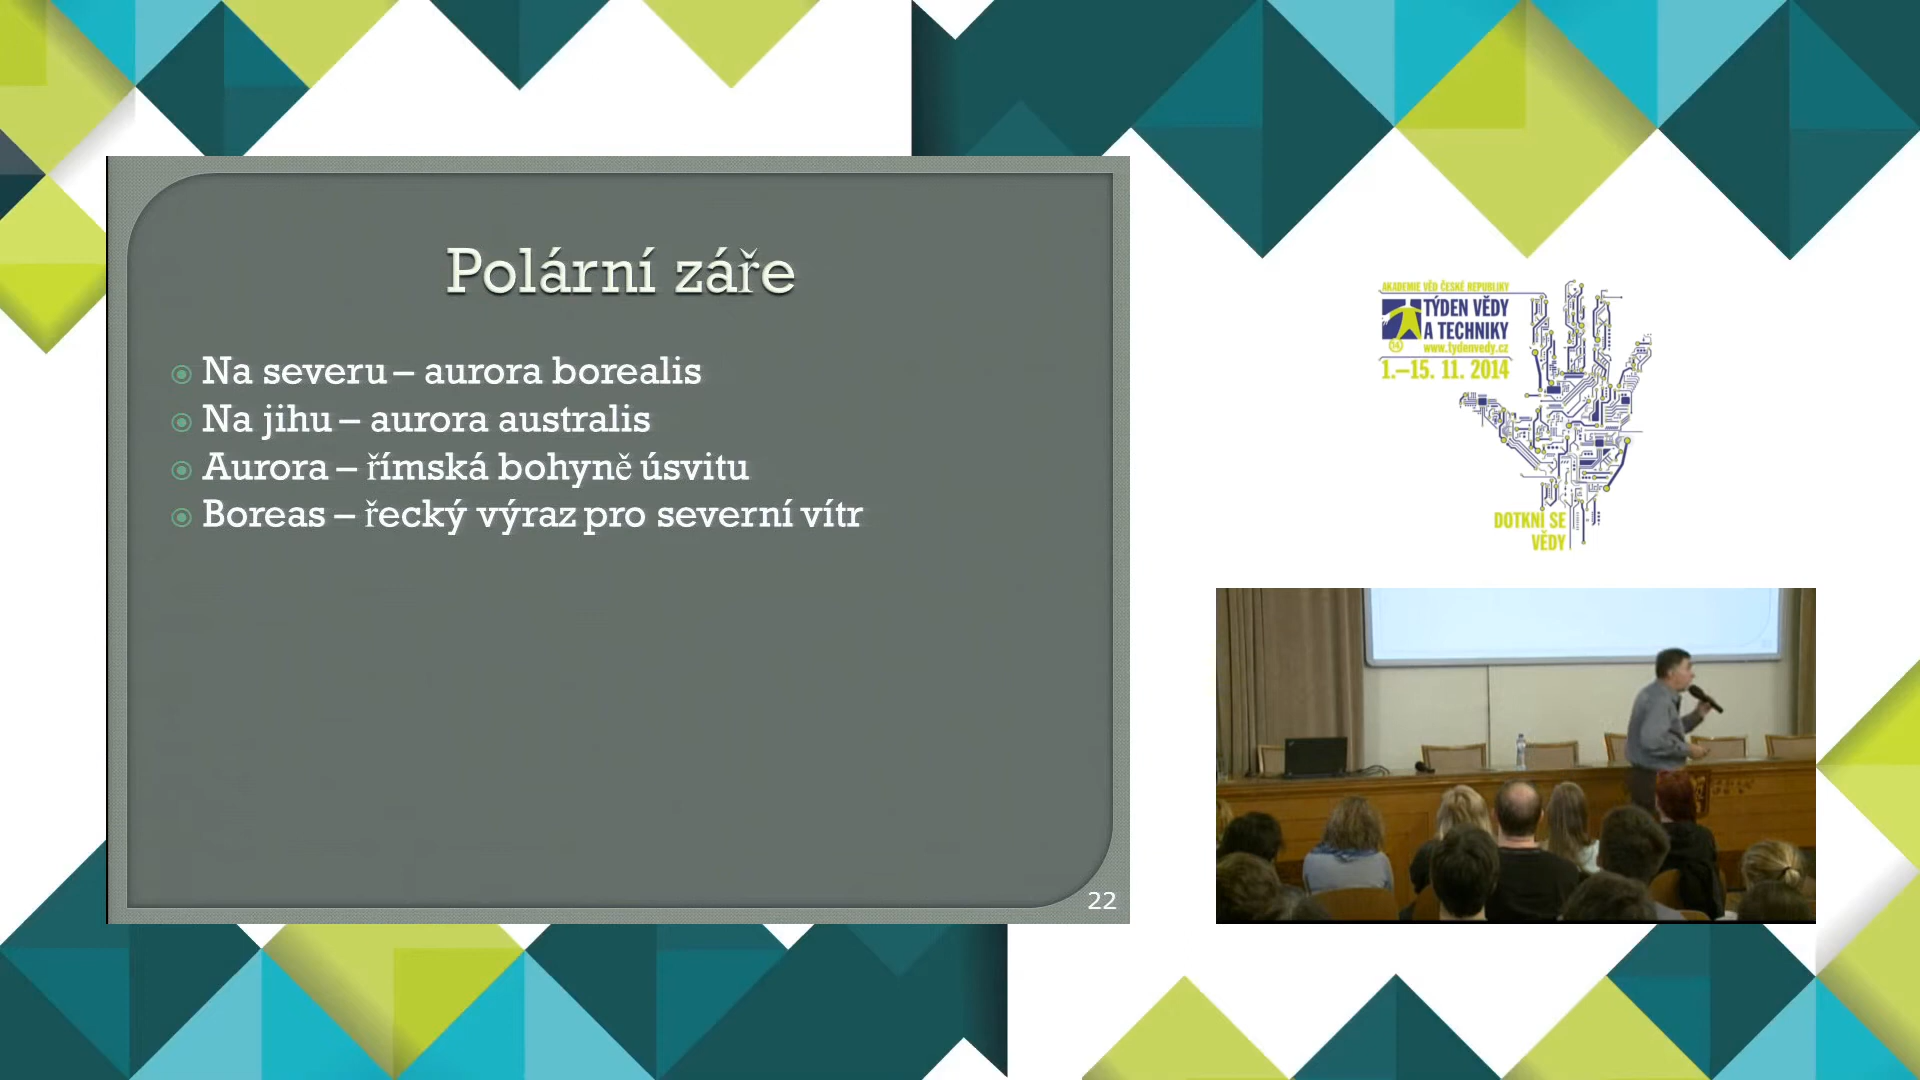 Polární záře
Na severu – aurora borealis
Na jihu – aurora australis
Aurora – římská bohyně úsvitu
Boreas – řecký výraz pro severní vítr
22
AKADEMIE VĚD ČESKÉ REPUBLIKY
TÝDEN VĚDY
A TECHNIKY
www.tydenvedy.cz
1.–15. 11. 2014
DOTKNI SE
VĚDY